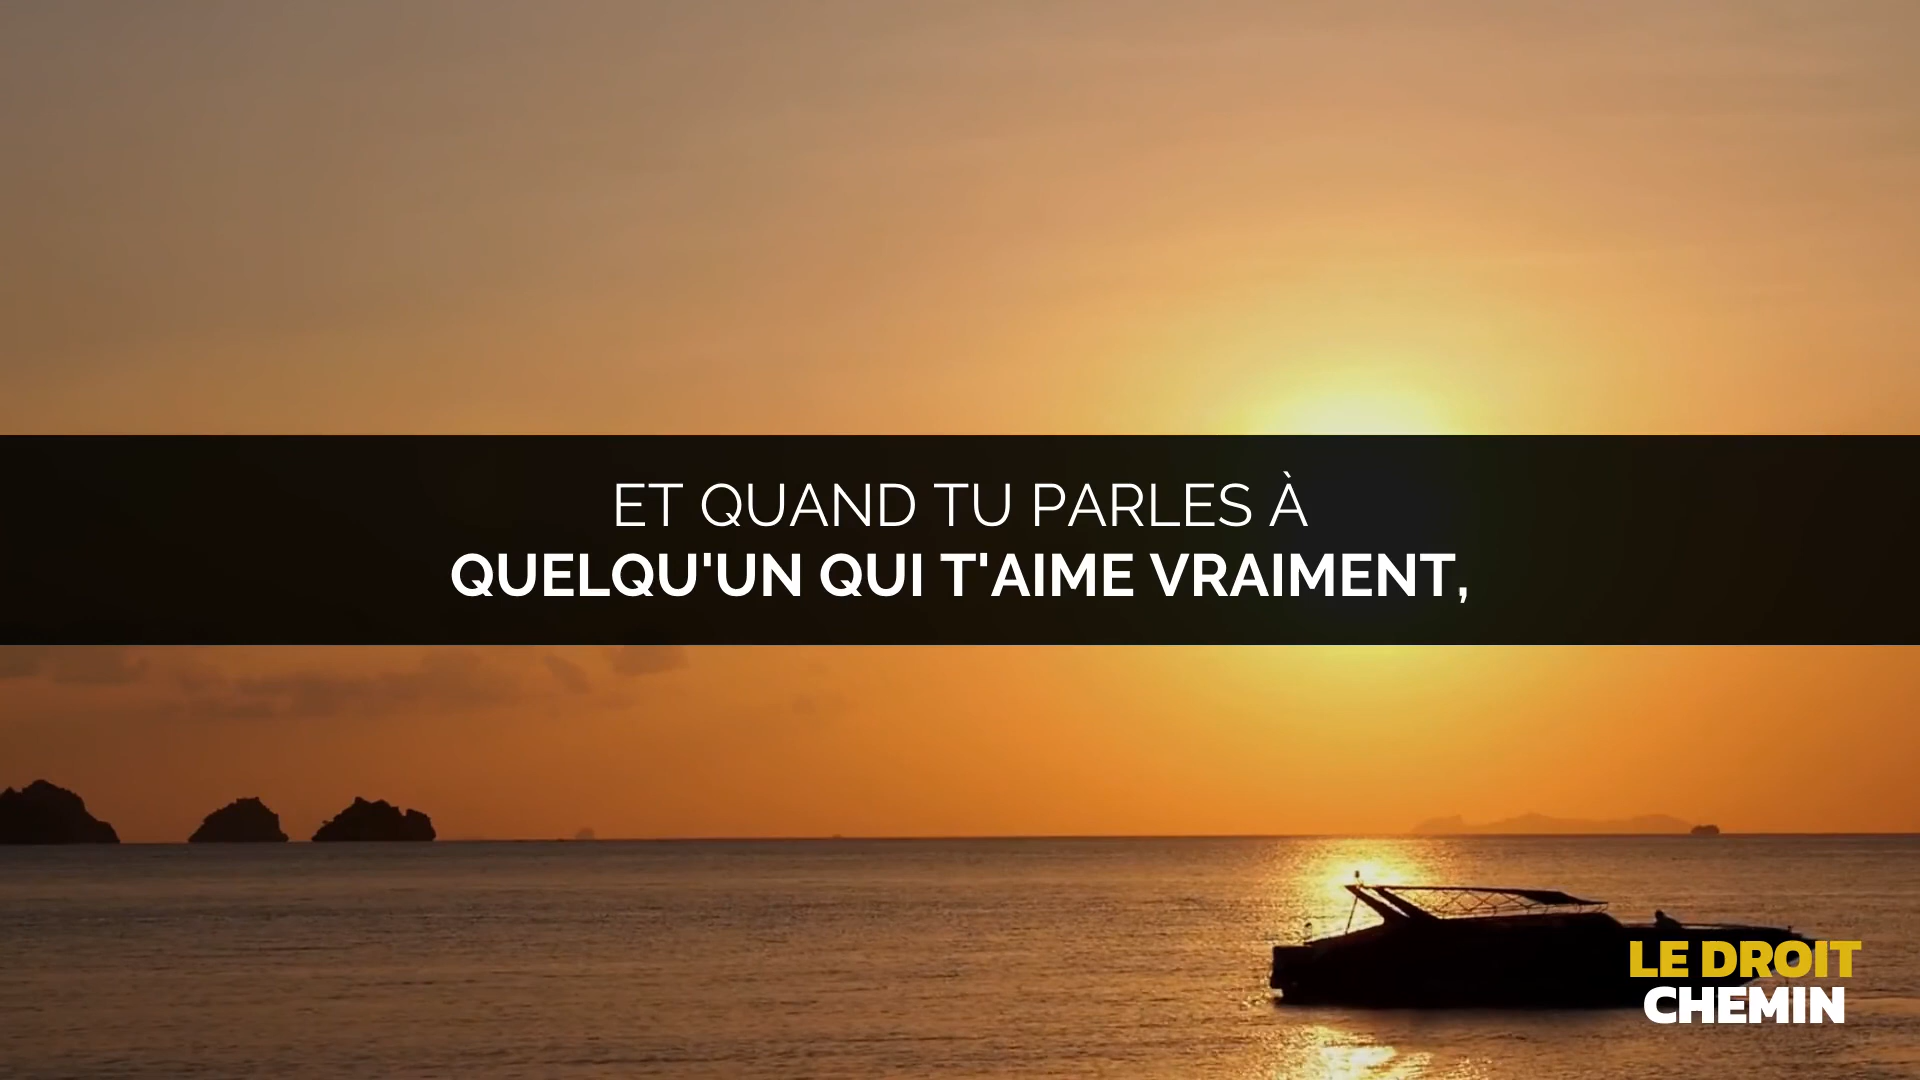 ET QUAND TU PARLES À
QUELQU'UN QUI T'AIME VRAIMENT,
LE DROIT
CHEMIN